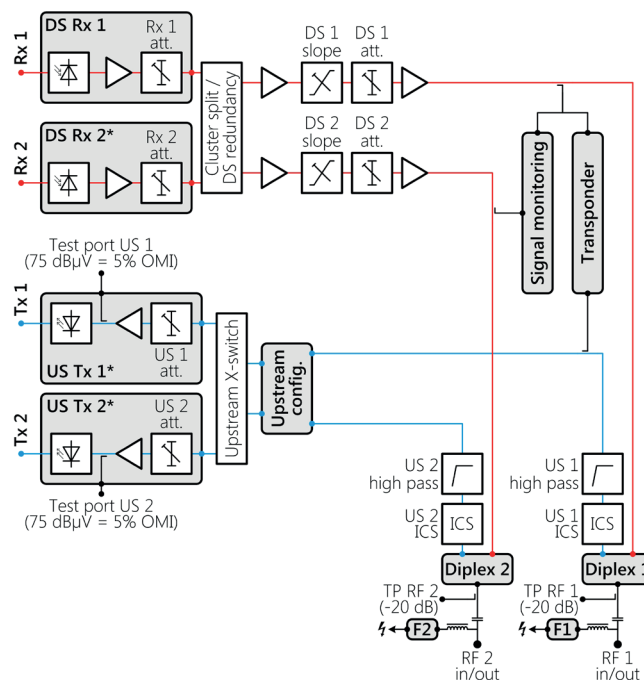 DS Rx 1
Rx 1
att.
Rx 1
DS 1
slope
DS 1
att.
DS Rx 2*
Rx 2
att.
Rx 2
Cluster split /
DS redundancy
DS 2
slope
DS 2
att.
Signal monitoring
Transponder
Test port US 1
(75 dBµV = 5% OMI)
Tx 1
US 1
att.
US Tx 1*
Upstream X-switch
Upstream
config.
US Tx 2*
US 2
att.
Tx 2
Test port US 2
(75 dBµV = 5% OMI)
US 2
high pass
US 1
high pass
US 2
ICS
ICS
US 1
ICS
ICS
Diplex 2
Diplex 1
TP RF 2
(-20 dB)
TP RF 1
(-20 dB)
F2
F1
RF 2
in/out
RF 1
in/out